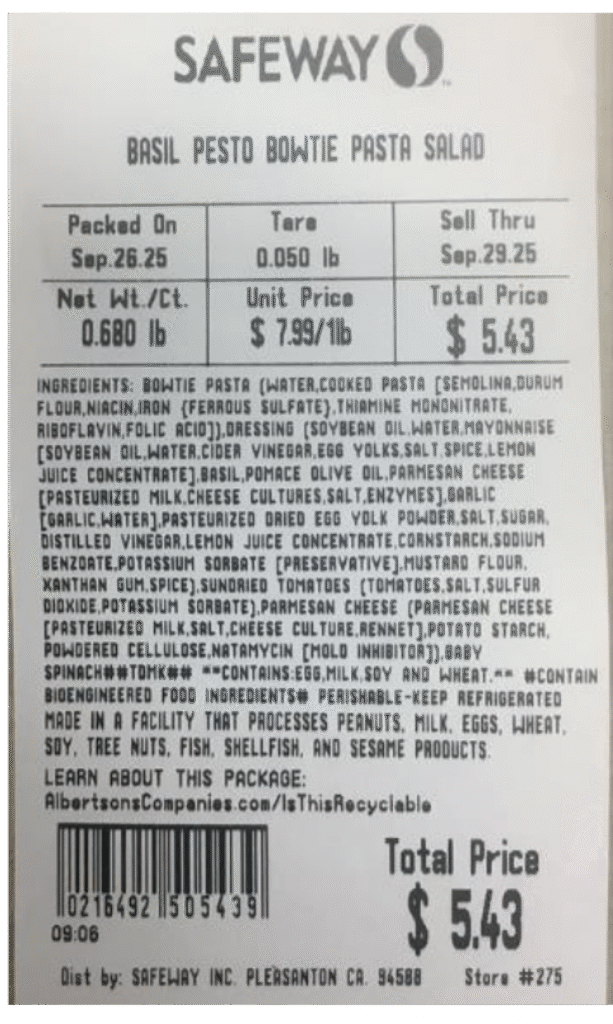 SAFEWAY
BASIL PESTO BOWTIE PASTA SALAD
Packed On Tare Sell Thru
Sep.26.25 0.050 lb Sep.29.25
Net Wt./Ct. Unit Price Total Price
0.680 lb $ 7.99/1lb $ 5.43
INGREDIENTS: BOWTIE PASTA (WATER,COOKED PASTA [SEMOLINA,DURUM
FLOUR,NIACIN,IRON {FERROUS SULFATE},THIAMINE MONONITRATE,
RIBOFLAVIN,FOLIC ACID]),DRESSING (SOYBEAN OIL,WATER,MAYONNAISE
[SOYBEAN OIL,WATER,CIDER VINEGAR,EGG YOLKS,SALT,SPICE,LEMON
JUICE CONCENTRATE],BASIL,POMACE OLIVE OIL,PARMESAN CHEESE
[PASTEURIZED MILK,CHEESE CULTURES,SALT,ENZYMES],GARLIC
[GARLIC,WATER],PASTEURIZED DRIED EGG YOLK POWDER,SALT,SUGAR,
DISTILLED VINEGAR,LEMON JUICE CONCENTRATE,CORNSTARCH,SODIUM
BENZOATE,POTASSIUM SORBATE [PRESERVATIVE],MUSTARD FLOUR,
XANTHAN GUM,SPICE),SUNDRIED TOMATOES (TOMATOES,SALT,SULFUR
DIOXIDE,POTASSIUM SORBATE),PARMESAN CHEESE (PARMESAN CHEESE
[PASTEURIZED MILK,SALT,CHEESE CULTURE,RENNET],POTATO STARCH,
POWDERED CELLULOSE,NATAMYCIN [MOLD INHIBITOR]),BABY
SPINACH##TDMK## **CONTAINS:EGG,MILK,SOY AND WHEAT.** #CONTAIN
BIOENGINEERED FOOD INGREDIENTS# PERISHABLE-KEEP REFRIGERATED
MADE IN A FACILITY THAT PROCESSES PEANUTS, MILK, EGGS, WHEAT,
SOY, TREE NUTS, FISH, SHELLFISH, AND SESAME PRODUCTS.
LEARN ABOUT THIS PACKAGE:
AlbertsonsCompanies.com/IsThisRecyclable
0216492 505439
09:06
Total Price
$ 5.43
Dist by: SAFEWAY INC. PLEASANTON CA. 94588 Store #275